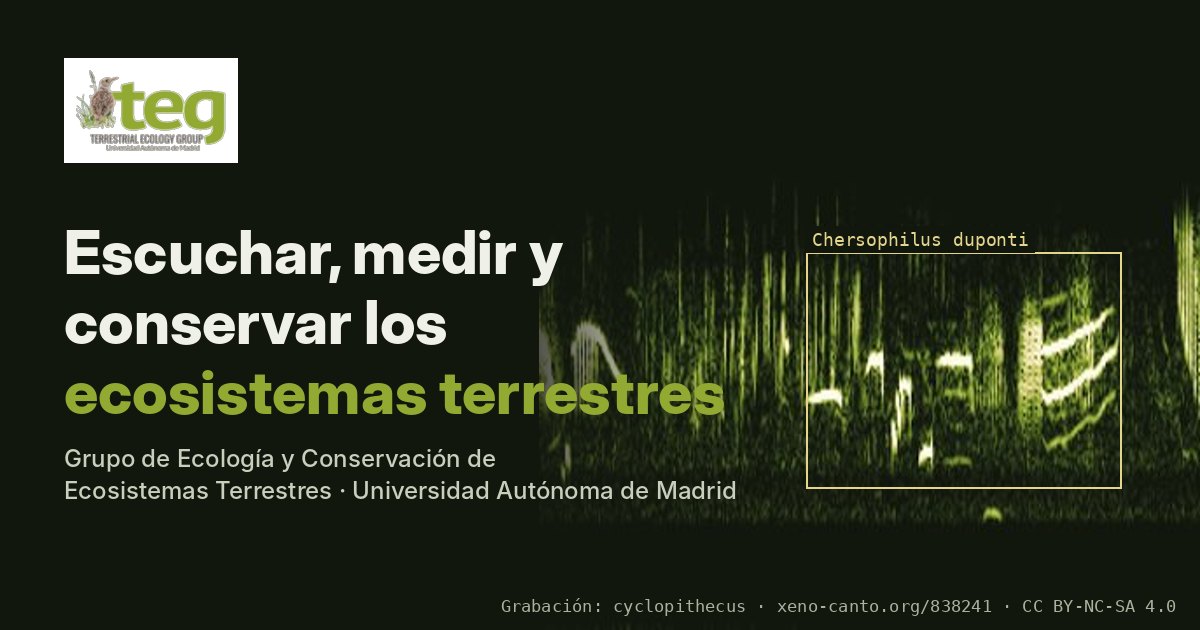 teg
TERRESTRIAL ECOLOGY GROUP
Universidad Autónoma de Madrid
Escuchar, medir y
conservar los
ecosistemas terrestres
Grupo de Ecología y Conservación de
Ecosistemas Terrestres · Universidad Autónoma de Madrid
Chersophilus duponti
Grabación: cyclopithecus · xeno-canto.org/838241 · CC BY-NC-SA 4.0